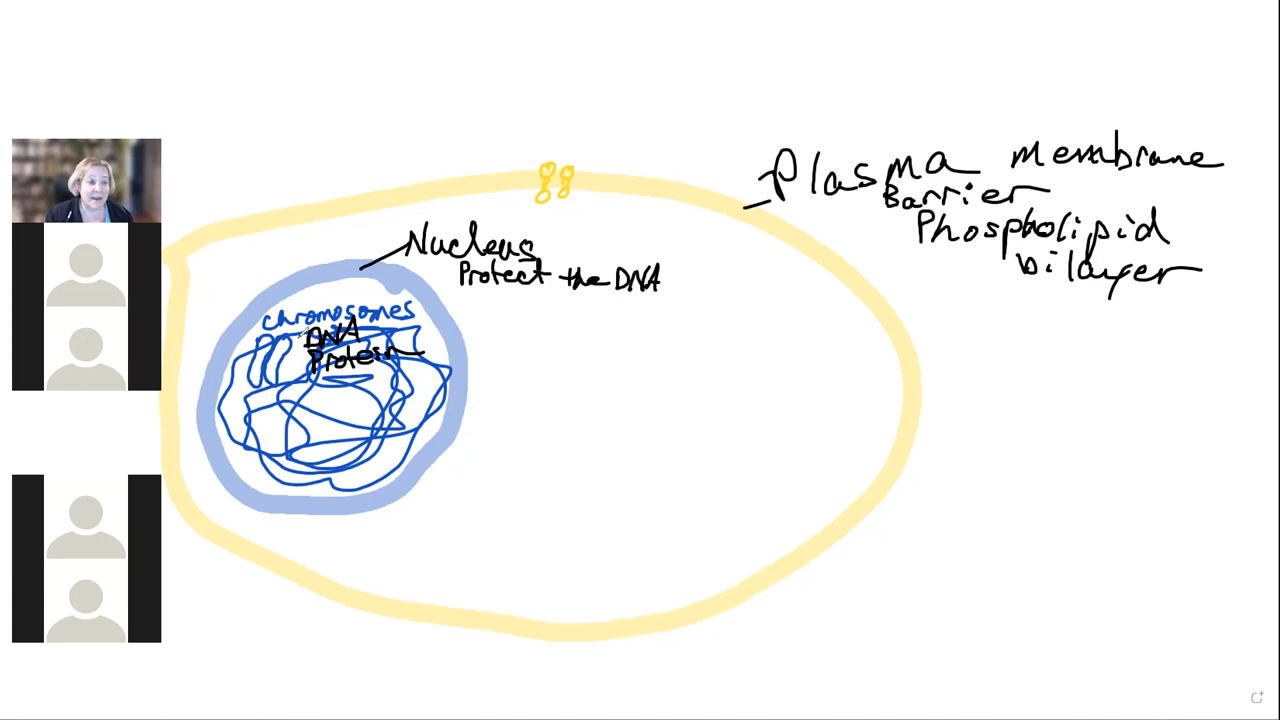 Plasma membrane
Barrier
Phospholipid
bilayer
Nucleus
Protect the DNA
chromosomes
DNA
Protein